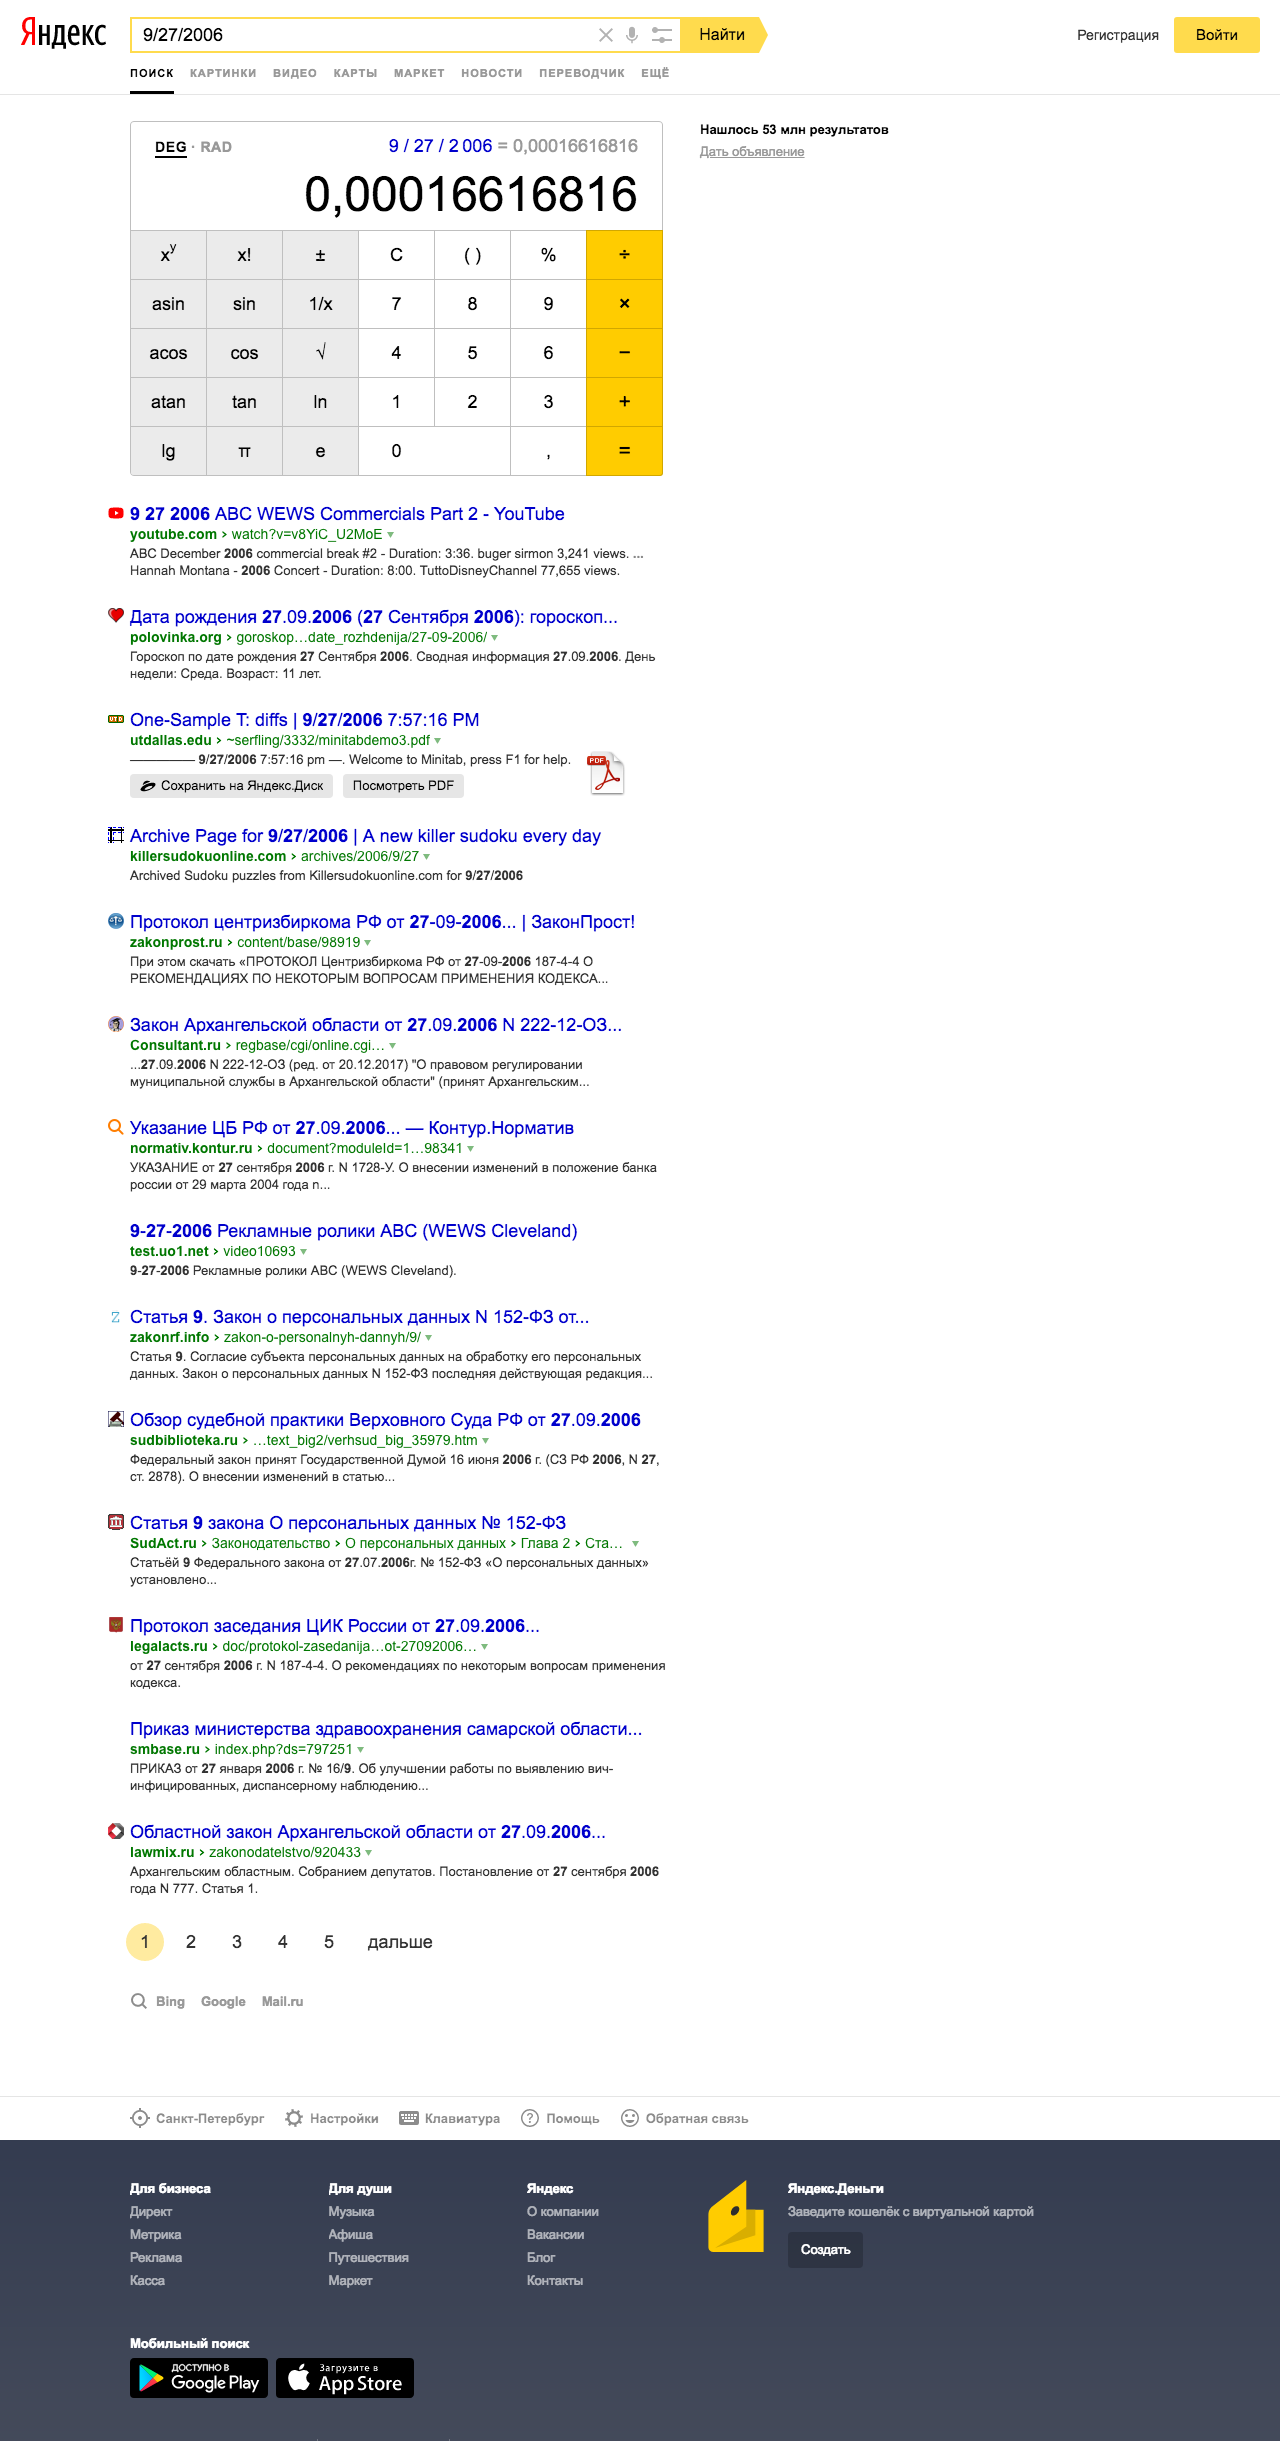 Яндекс
9/27/2006
Найти
Регистрация
Войти
ПОИСК КАРТИНКИ ВИДЕО КАРТЫ МАРКЕТ НОВОСТИ ПЕРЕВОДЧИК ЕЩЁ
Нашлось 53 млн результатов
Дать объявление
DEG · RAD
9 / 27 / 2 006 = 0,00016616816
0,00016616816
xy x! ± C ( ) % ÷
asin sin 1/x 7 8 9 ×
acos cos √ 4 5 6 −
atan tan ln 1 2 3 +
lg π e 0 , =
9 27 2006 ABC WEWS Commercials Part 2 - YouTube
youtube.com › watch?v=v8YiC_U2MoE
ABC December 2006 commercial break #2 - Duration: 3:36. buger sirmon 3,241 views. ...
Hannah Montana - 2006 Concert - Duration: 8:00. TuttoDisneyChannel 77,655 views.
Дата рождения 27.09.2006 (27 Сентября 2006): гороскоп...
polovinka.org › goroskop…date_rozhdenija/27-09-2006/
Гороскоп по дате рождения 27 Сентября 2006. Сводная информация 27.09.2006. День
недели: Среда. Возраст: 11 лет.
One-Sample T: diffs | 9/27/2006 7:57:16 PM
utdallas.edu › ~serfling/3332/minitabdemo3.pdf
————— 9/27/2006 7:57:16 pm —. Welcome to Minitab, press F1 for help.
PDF
Сохранить на Яндекс.Диск Посмотреть PDF
Archive Page for 9/27/2006 | A new killer sudoku every day
killersudokuonline.com › archives/2006/9/27
Archived Sudoku puzzles from Killersudokuonline.com for 9/27/2006
Протокол центризбиркома РФ от 27-09-2006... | ЗаконПрост!
zakonprost.ru › content/base/98919
При этом скачать «ПРОТОКОЛ Центризбиркома РФ от 27-09-2006 187-4-4 О
РЕКОМЕНДАЦИЯХ ПО НЕКОТОРЫМ ВОПРОСАМ ПРИМЕНЕНИЯ КОДЕКСА...
Закон Архангельской области от 27.09.2006 N 222-12-ОЗ...
Consultant.ru › regbase/cgi/online.cgi…
...27.09.2006 N 222-12-ОЗ (ред. от 20.12.2017) "О правовом регулировании
муниципальной службы в Архангельской области" (принят Архангельским...
Указание ЦБ РФ от 27.09.2006... — Контур.Норматив
normativ.kontur.ru › document?moduleId=1…98341
УКАЗАНИЕ от 27 сентября 2006 г. N 1728-У. О внесении изменений в положение банка
россии от 29 марта 2004 года n...
9-27-2006 Рекламные ролики ABC (WEWS Cleveland)
test.uo1.net › video10693
9-27-2006 Рекламные ролики ABC (WEWS Cleveland).
Статья 9. Закон о персональных данных N 152-ФЗ от...
zakonrf.info › zakon-o-personalnyh-dannyh/9/
Статья 9. Согласие субъекта персональных данных на обработку его персональных
данных. Закон о персональных данных N 152-ФЗ последняя действующая редакция...
Обзор судебной практики Верховного Суда РФ от 27.09.2006
sudbiblioteka.ru › …text_big2/verhsud_big_35979.htm
Федеральный закон принят Государственной Думой 16 июня 2006 г. (СЗ РФ 2006, N 27,
ст. 2878). О внесении изменений в статью...
Статья 9 закона О персональных данных № 152-ФЗ
SudAct.ru › Законодательство › О персональных данных › Глава 2 › Ста…
Статьёй 9 Федерального закона от 27.07.2006г. № 152-ФЗ «О персональных данных»
установлено...
Протокол заседания ЦИК России от 27.09.2006...
legalacts.ru › doc/protokol-zasedanija…ot-27092006…
от 27 сентября 2006 г. N 187-4-4. О рекомендациях по некоторым вопросам применения
кодекса.
Приказ министерства здравоохранения самарской области...
smbase.ru › index.php?ds=797251
ПРИКАЗ от 27 января 2006 г. № 16/9. Об улучшении работы по выявлению вич-
инфицированных, диспансерному наблюдению...
Областной закон Архангельской области от 27.09.2006...
lawmix.ru › zakonodatelstvo/920433
Архангельским областным. Собранием депутатов. Постановление от 27 сентября 2006
года N 777. Статья 1.
1 2 3 4 5 дальше
Bing Google Mail.ru
Санкт-Петербург Настройки Клавиатура Помощь Обратная связь
Для бизнеса
Директ
Метрика
Реклама
Касса
Для души
Музыка
Афиша
Путешествия
Маркет
Яндекс
О компании
Вакансии
Блог
Контакты
Яндекс.Деньги
Заведите кошелёк с виртуальной картой
Создать
Мобильный поиск
ДОСТУПНО В
Google Play
Загрузите в
App Store